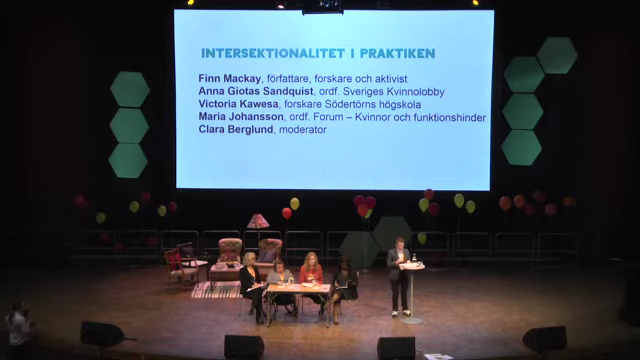 INTERSEKTIONALITET I PRAKTIKEN
Finn Mackay, författare, forskare och aktivist
Anna Giotas Sandquist, ordf. Sveriges Kvinnolobby
Victoria Kawesa, forskare Södertörns högskola
Maria Johansson, ordf. Forum – Kvinnor och funktionshinder
Clara Berglund, moderator